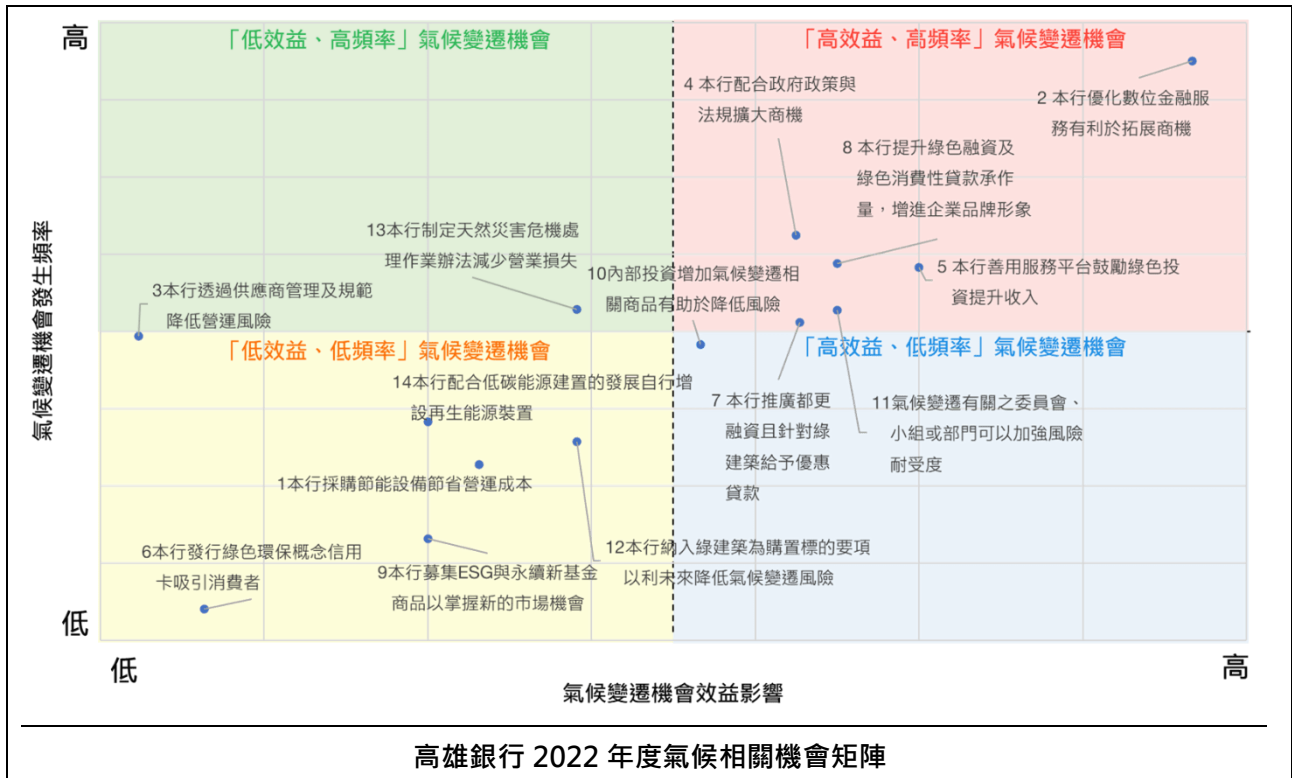 高
「低效益、高頻率」氣候變遷機會
「高效益、高頻率」氣候變遷機會
4 本行配合政府政策與
法規擴大商機
2 本行優化數位金融服
務有利於拓展商機
8 本行提升綠色融資及
綠色消費性貸款承作
量，增進企業品牌形象
13本行制定天然災害危機處
理作業辦法減少營業損失
10內部投資增加氣候變遷相
關商品有助於降低風險
5 本行善用服務平台鼓勵綠色投
資提升收入
3本行透過供應商管理及規範
降低營運風險
氣候變遷機會發生頻率
「低效益、低頻率」氣候變遷機會
「高效益、低頻率」氣候變遷機會
14本行配合低碳能源建置的發展自行增
設再生能源裝置
7 本行推廣都更
融資且針對綠
建築給予優惠
貸款
11氣候變遷有關之委員會、
小組或部門可以加強風險
耐受度
1本行採購節能設備節省營運成本
12本行納入綠建築為購置標的要項
以利未來降低氣候變遷風險
6本行發行綠色環保概念信用
卡吸引消費者
9本行募集ESG與永續新基金
商品以掌握新的市場機會
低
低
高
氣候變遷機會效益影響
高雄銀行 2022 年度氣候相關機會矩陣